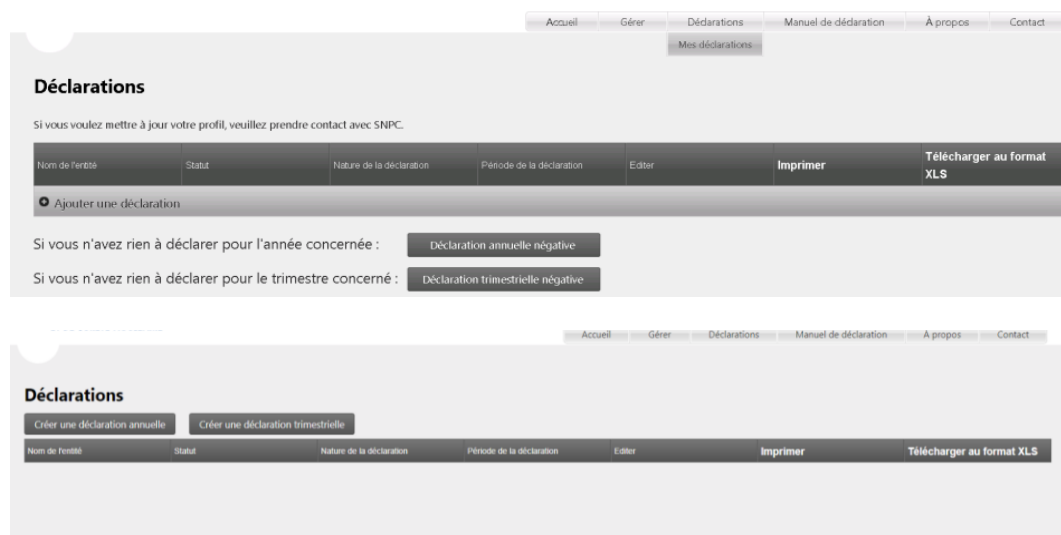 Accueil Gérer Déclarations Manuel de déclaration À propos Contact
Mes déclarations
Déclarations
Si vous voulez mettre à jour votre profil, veuillez prendre contact avec SNPC.
Nom de l'entité Statut Nature de la déclaration Période de la déclaration Editer Imprimer Télécharger au format XLS
Ajouter une déclaration
Si vous n'avez rien à déclarer pour l'année concernée : Déclaration annuelle négative
Si vous n'avez rien à déclarer pour le trimestre concerné : Déclaration trimestrielle négative
Accueil Gérer Déclarations Manuel de déclaration A propos Contact
Déclarations
Créer une déclaration annuelle Créer une déclaration trimestrielle
Nom de l'entité Statut Nature de la déclaration Période de la déclaration Editer Imprimer Télécharger au format XLS